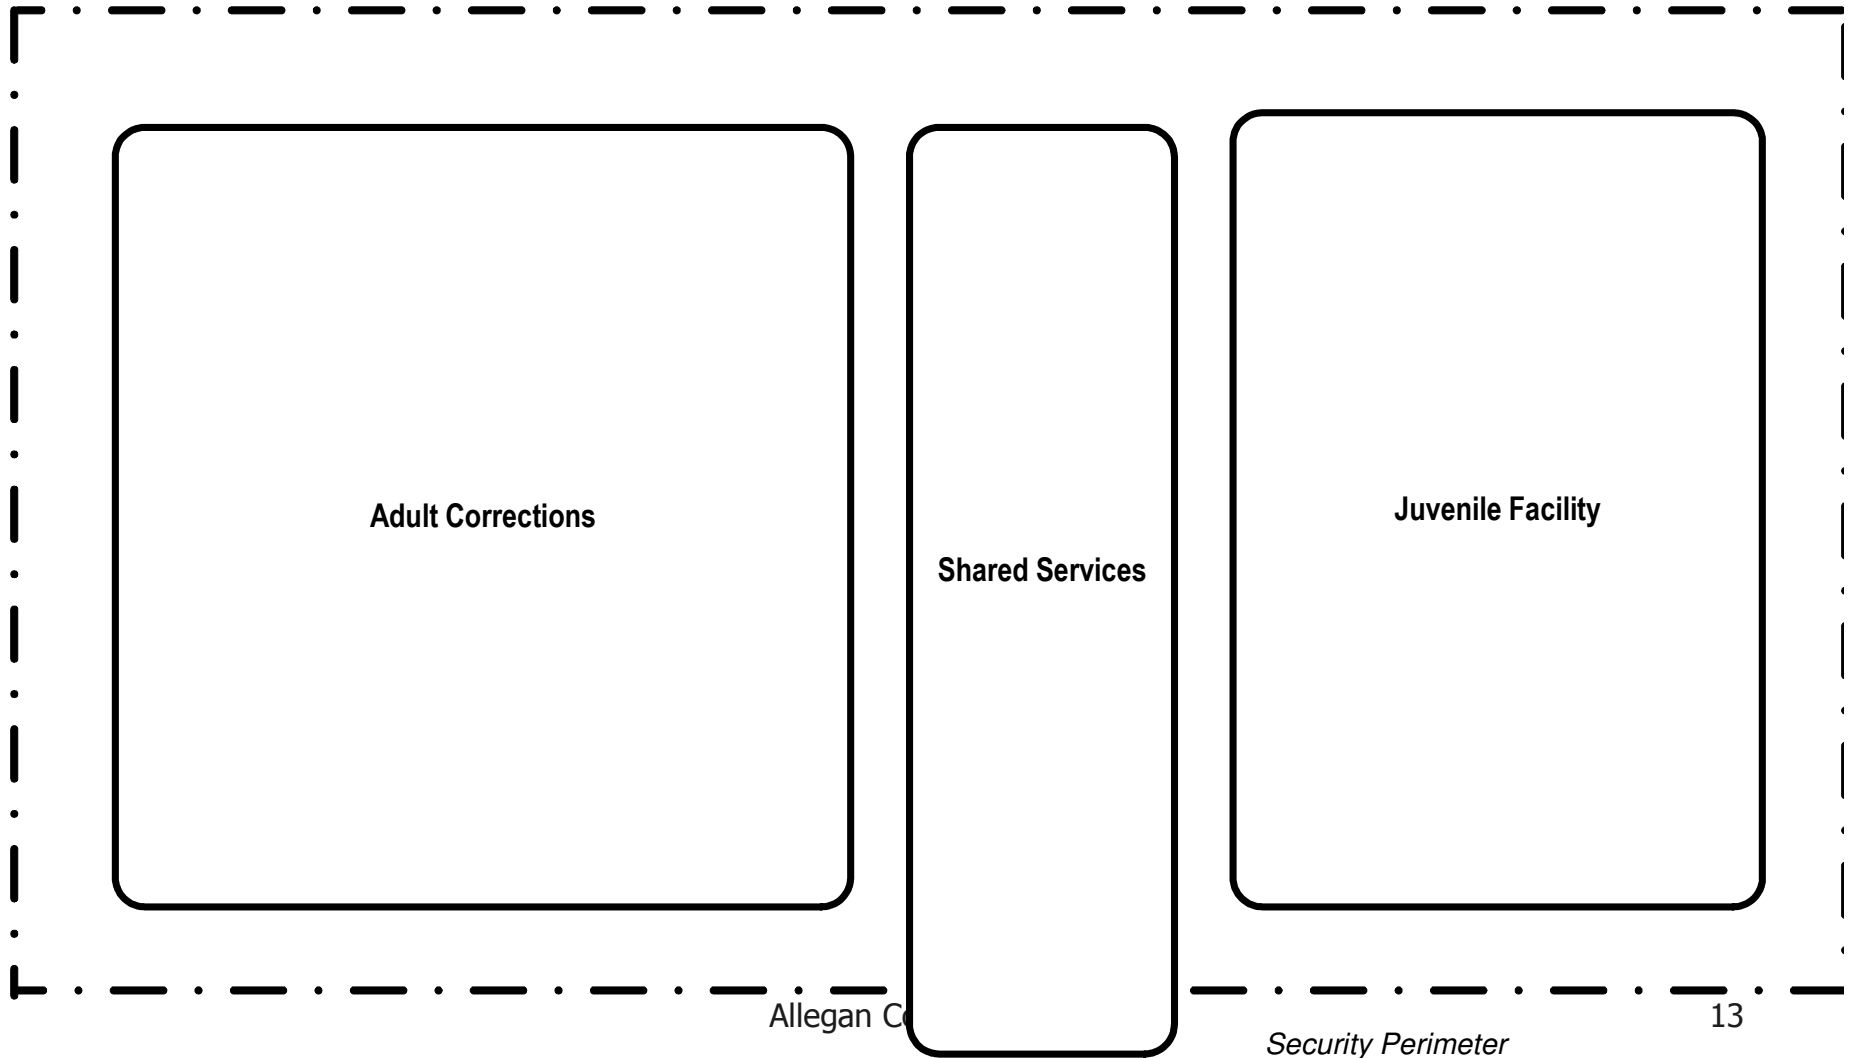 Adult Corrections
Juvenile Facility
Shared Services
Allegan
13
Security Perimeter